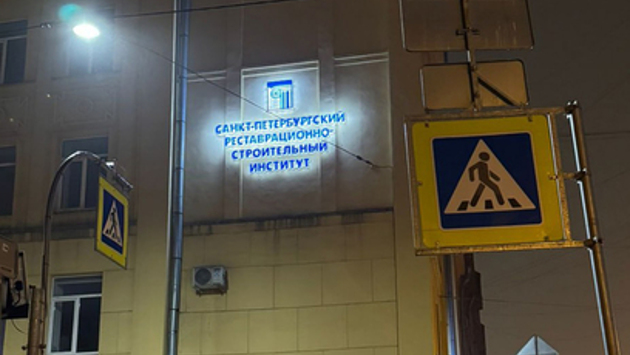 САНКТ-ПЕТЕРБУРГСКИЙ
РЕСТАВРАЦИОННО-
СТРОИТЕЛЬНЫЙ
ИНСТИТУТ